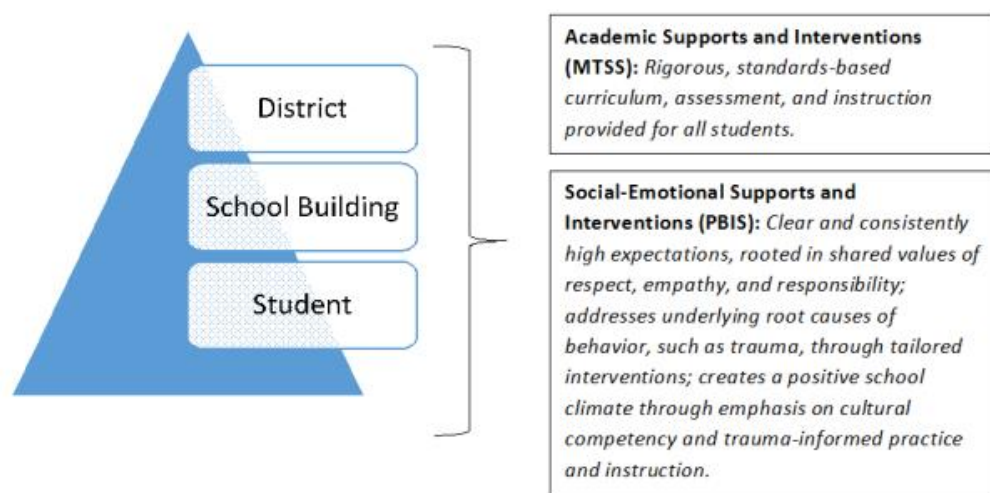 District
School Building
Student
Academic Supports and Interventions
(MTSS): Rigorous, standards-based
curriculum, assessment, and instruction
provided for all students.
Social-Emotional Supports and
Interventions (PBIS): Clear and consistently
high expectations, rooted in shared values of
respect, empathy, and responsibility;
addresses underlying root causes of
behavior, such as trauma, through tailored
interventions; creates a positive school
climate through emphasis on cultural
competency and trauma-informed practice
and instruction.